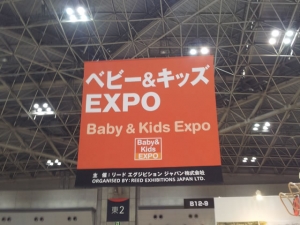 ベビー&キッズ
EXPO
Baby & Kids Expo
Baby&
Kids
EXPO
主 催：リード エグジビション ジャパン株式会社
ORGANISED BY: REED EXHIBITIONS JAPAN LTD.
東2
B12-9